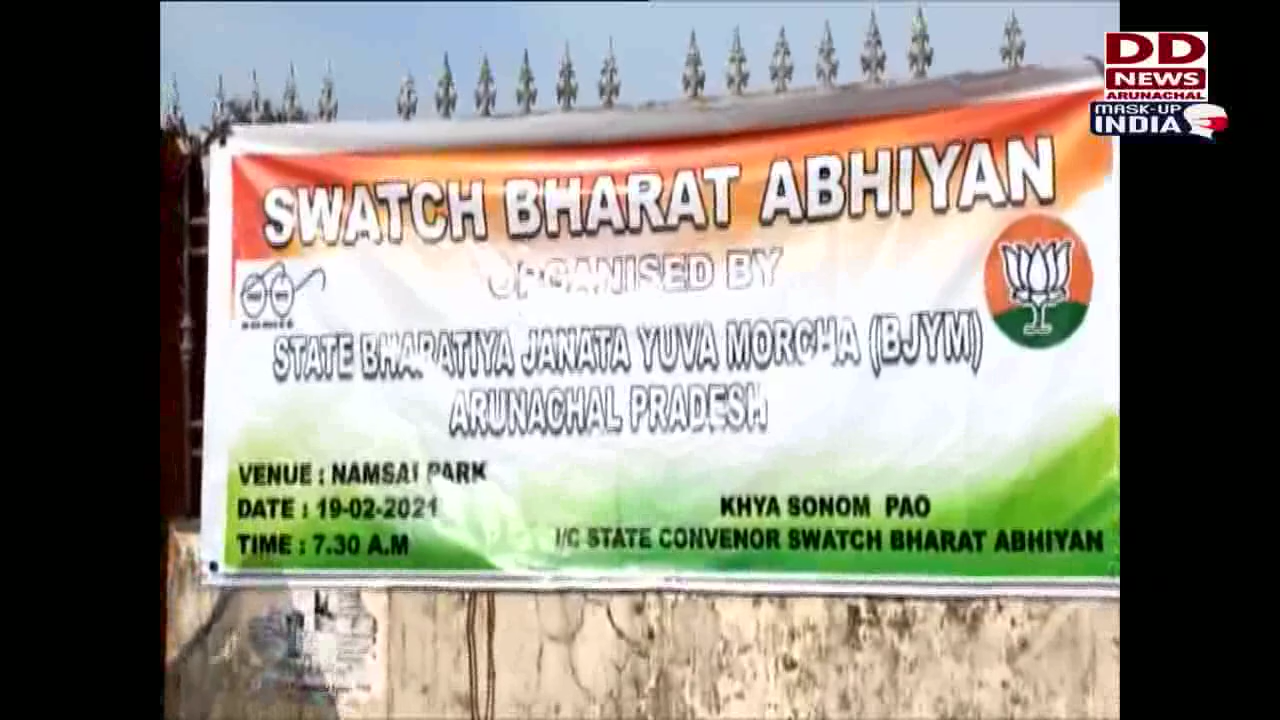 DD
NEWS
ARUNACHAL
MASK-UP
INDIA
SWATCH BHARAT ABHIYAN
ORGANISED BY
STATE BHARATIYA JANATA YUVA MORCHA (BJYM)
ARUNACHAL PRADESH
VENUE : NAMSAI PARK
DATE : 19-02-2021
TIME : 7.30 A.M
KHYA SONOM PAO
I/C STATE CONVENOR SWATCH BHARAT ABHIYAN